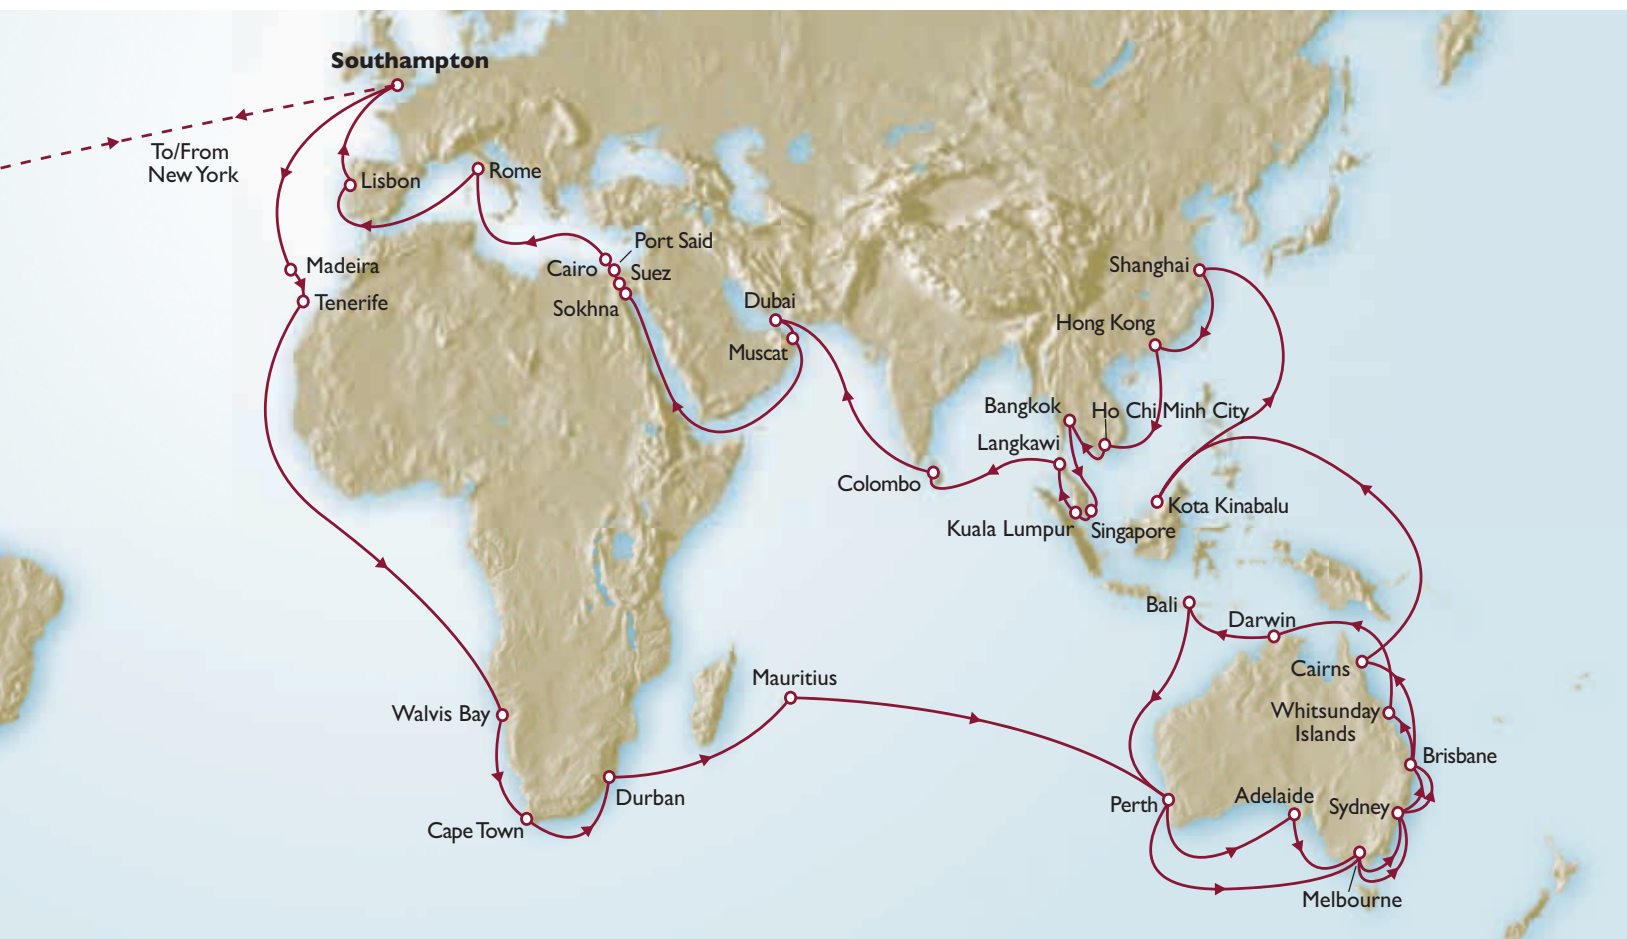 Southampton
To/From
New York
Lisbon
Rome
Port Said
Cairo
Suez
Sokhna
Madeira
Tenerife
Dubai
Muscat
Shanghai
Hong Kong
Bangkok
Ho Chi Minh City
Langkawi
Colombo
Kota Kinabalu
Kuala Lumpur
Singapore
Bali
Darwin
Cairns
Mauritius
Walvis Bay
Whitsunday
Islands
Brisbane
Durban
Perth
Adelaide
Sydney
Cape Town
Melbourne